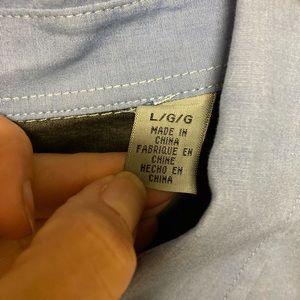 L/G/G
MADE IN
CHINA
FABRIQUE EN
CHINE
HECHO EN
CHINA